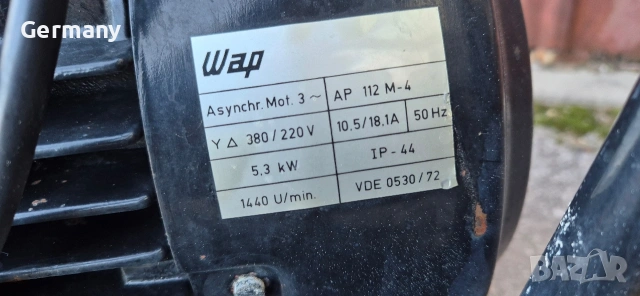 Germany
Wap
Asynchr. Mot. 3 ~ AP 112 M-4
Y Δ 380/220 V 10.5/18.1A 50 Hz
5,3 kW IP-44
1440 U/min. VDE 0530/72
BAZAR